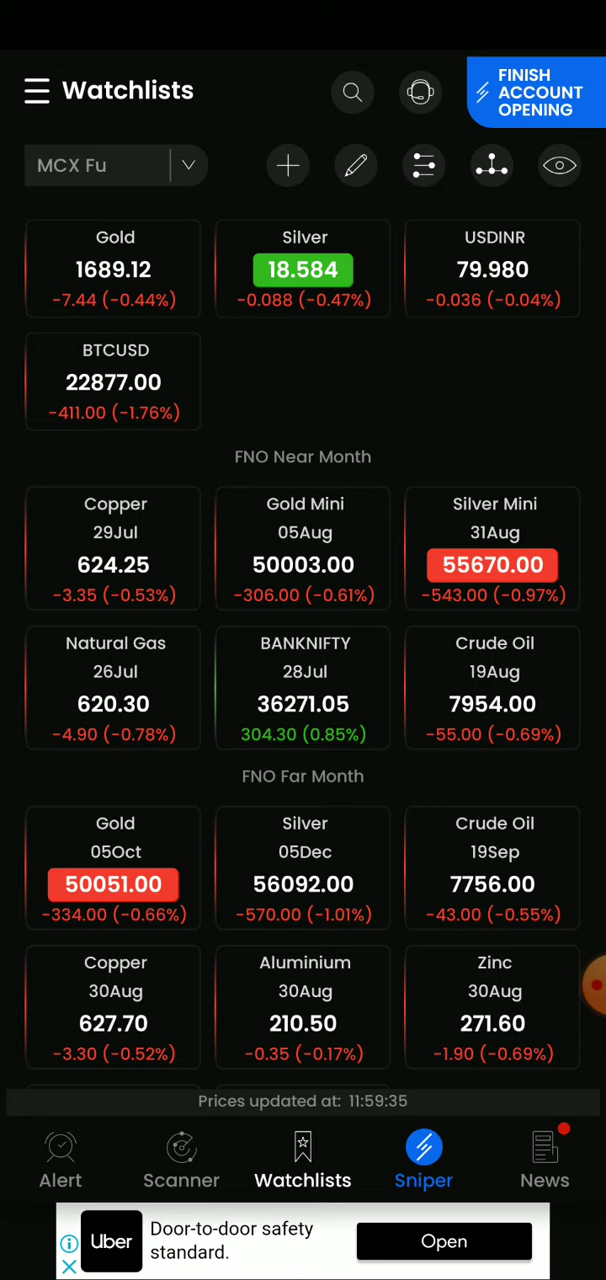 Watchlists
FINISH
ACCOUNT
OPENING
MCX Fu
Gold Silver USDINR
1689.12 18.584 79.980
-7.44 (-0.44%) -0.088 (-0.47%) -0.036 (-0.04%)
BTCUSD
22877.00
-411.00 (-1.76%)
FNO Near Month
Copper Gold Mini Silver Mini
29Jul 05Aug 31Aug
624.25 50003.00 55670.00
-3.35 (-0.53%) -306.00 (-0.61%) -543.00 (-0.97%)
Natural Gas BANKNIFTY Crude Oil
26Jul 28Jul 19Aug
620.30 36271.05 7954.00
-4.90 (-0.78%) 304.30 (0.85%) -55.00 (-0.69%)
FNO Far Month
Gold Silver Crude Oil
05Oct 05Dec 19Sep
50051.00 56092.00 7756.00
-334.00 (-0.66%) -570.00 (-1.01%) -43.00 (-0.55%)
Copper Aluminium Zinc
30Aug 30Aug 30Aug
627.70 210.50 271.60
-3.30 (-0.52%) -0.35 (-0.17%) -1.90 (-0.69%)
Prices updated at: 11:59:35
Alert Scanner Watchlists Sniper News
Uber
Door-to-door safety
standard.
Open